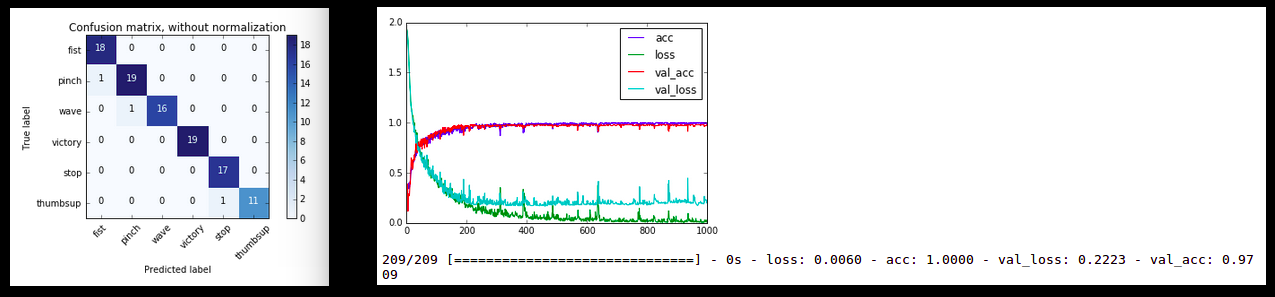 Confusion matrix, without normalization
True label
fist 18 0 0 0 0 0
pinch 1 19 0 0 0 0
wave 0 1 16 0 0 0
victory 0 0 0 19 0 0
stop 0 0 0 0 17 0
thumbsup 0 0 0 0 1 11
fist pinch wave victory stop thumbsup
Predicted label
18
16
14
12
10
8
6
4
2
0
2.0
1.5
1.0
0.5
0.0
0 200 400 600 800 1000
acc
loss
val_acc
val_loss
209/209 [==============================] - 0s - loss: 0.0060 - acc: 1.0000 - val_loss: 0.2223 - val_acc: 0.97
09